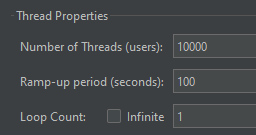 Thread Properties
Number of Threads (users): 10000
Ramp-up period (seconds): 100
Loop Count: Infinite 1